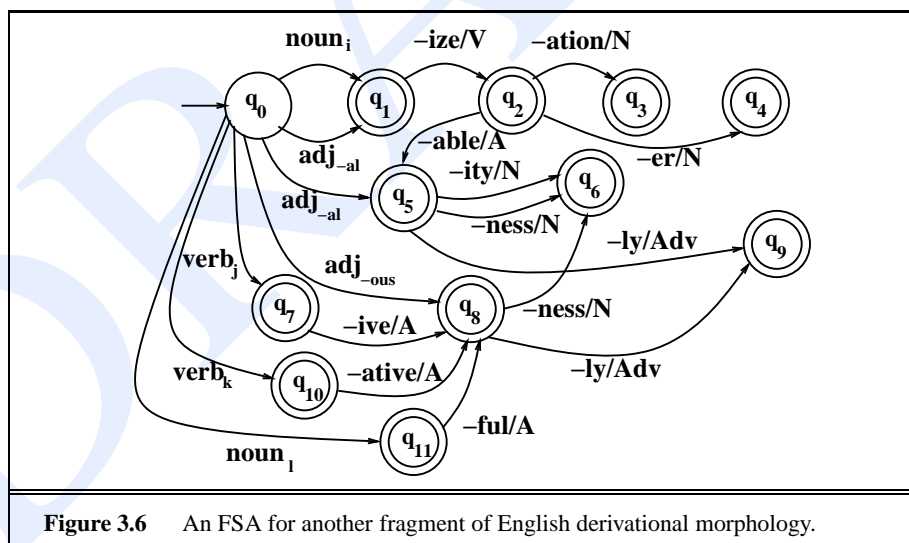 noun_i
–ize/V
–ation/N
q_0
q_1
q_2
q_3
q_4
adj_–al
–able/A
–er/N
adj_–al
q_5
–ity/N
q_6
–ness/N
verb_j
adj_–ous
–ly/Adv
q_9
q_7
–ive/A
q_8
–ness/N
verb_k
q_10
–ative/A
–ly/Adv
noun_l
q_11
–ful/A
Figure 3.6 An FSA for another fragment of English derivational morphology.